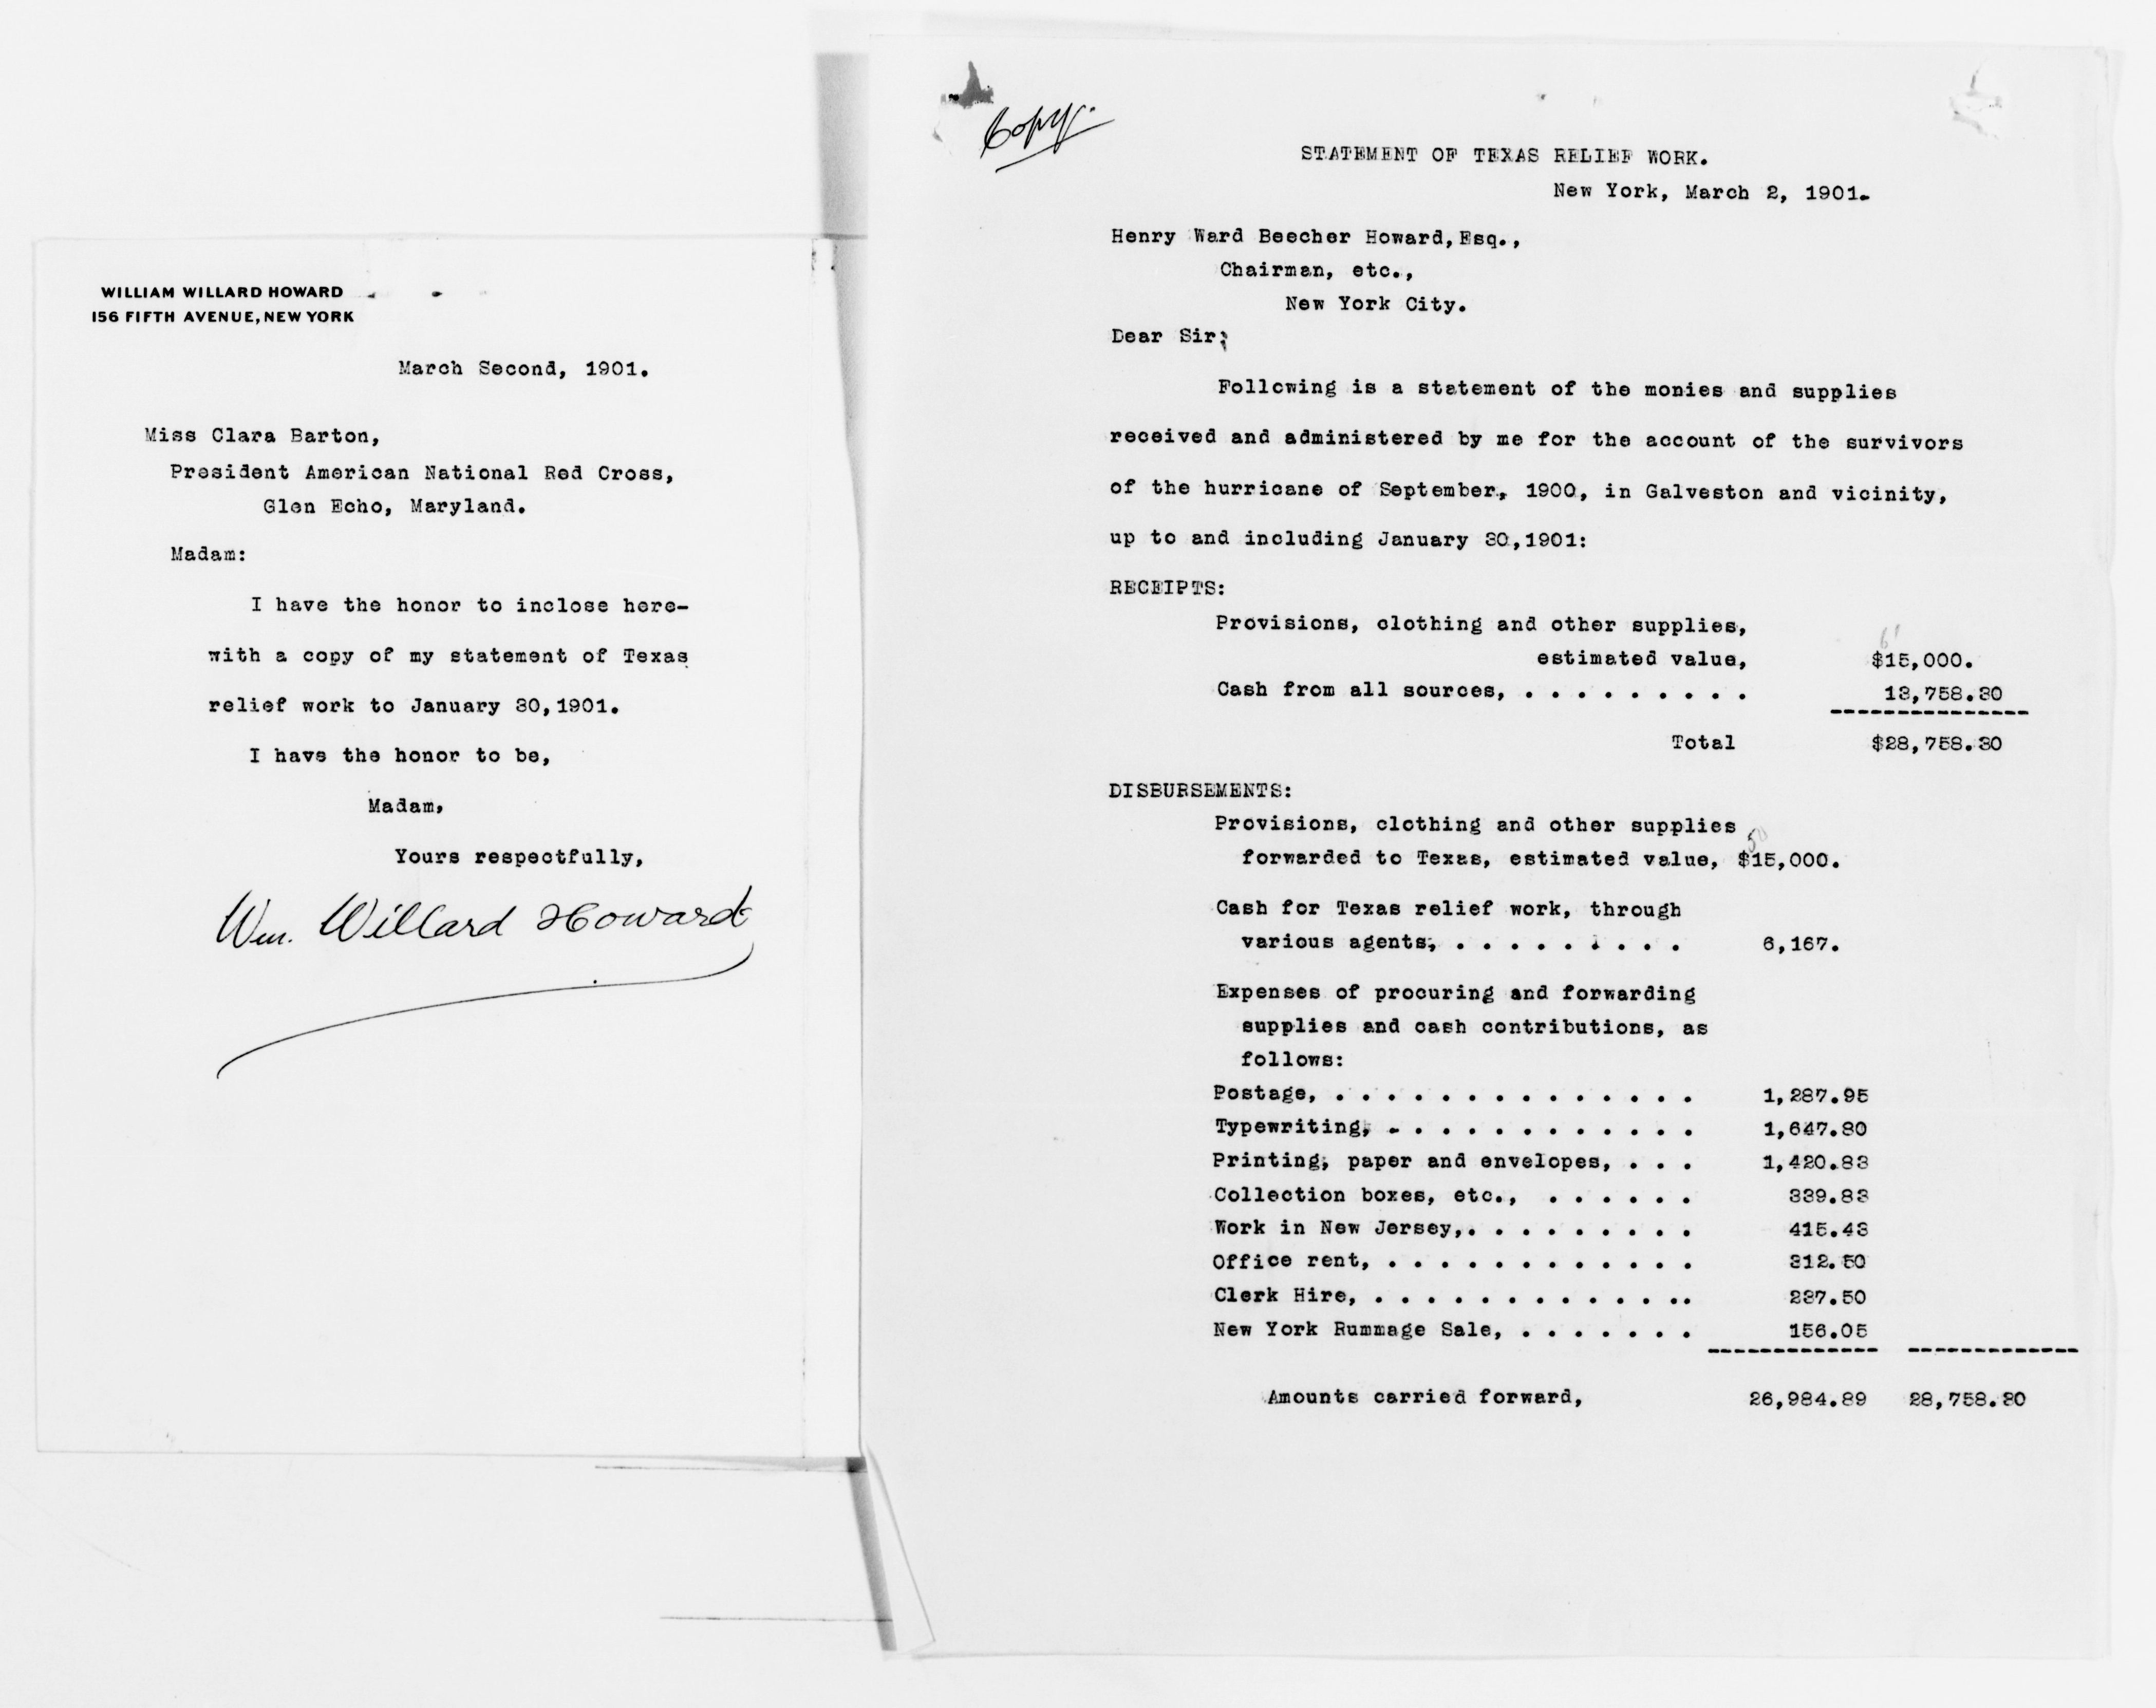 WILLIAM WILLARD HOWARD
156 FIFTH AVENUE, NEW YORK
March Second, 1901.
Miss Clara Barton,
President American National Red Cross,
Glen Echo, Maryland.
Madam:
I have the honor to inclose here-
with a copy of my statement of Texas
relief work to January 30,1901.
I have the honor to be,
Madam,
Yours respectfully,
Wm. Willard Howard
Copy.
STATEMENT OF TEXAS RELIEF WORK.
New York, March 2, 1901.
Henry Ward Beecher Howard,Esq.,
Chairman, etc.,
New York City.
Dear Sir;
Following is a statement of the monies and supplies
received and administered by me for the account of the survivors
of the hurricane of September, 1900, in Galveston and vicinity,
up to and including January 30,1901:
RECEIPTS:
Provisions, clothing and other supplies,
estimated value, $15,000.
Cash from all sources, . . . . . . . . . 13,758.30
Total $28,758.30
DISBURSEMENTS:
Provisions, clothing and other supplies
forwarded to Texas, estimated value, $15,000.
Cash for Texas relief work, through
various agents, . . . . . . . . . 6,167.
Expenses of procuring and forwarding
supplies and cash contributions, as
follows:
Postage, . . . . . . . . . . . . . . 1,287.95
Typewriting, . . . . . . . . . . . . 1,647.80
Printing, paper and envelopes, . . . 1,420.83
Collection boxes, etc., . . . . . . 339.83
Work in New Jersey,. . . . . . . . . 415.43
Office rent, . . . . . . . . . . . . 312.50
Clerk Hire, . . . . . . . . . . . .. 237.50
New York Rummage Sale, . . . . . . . 156.05
Amounts carried forward, 26,984.89 28,758.30